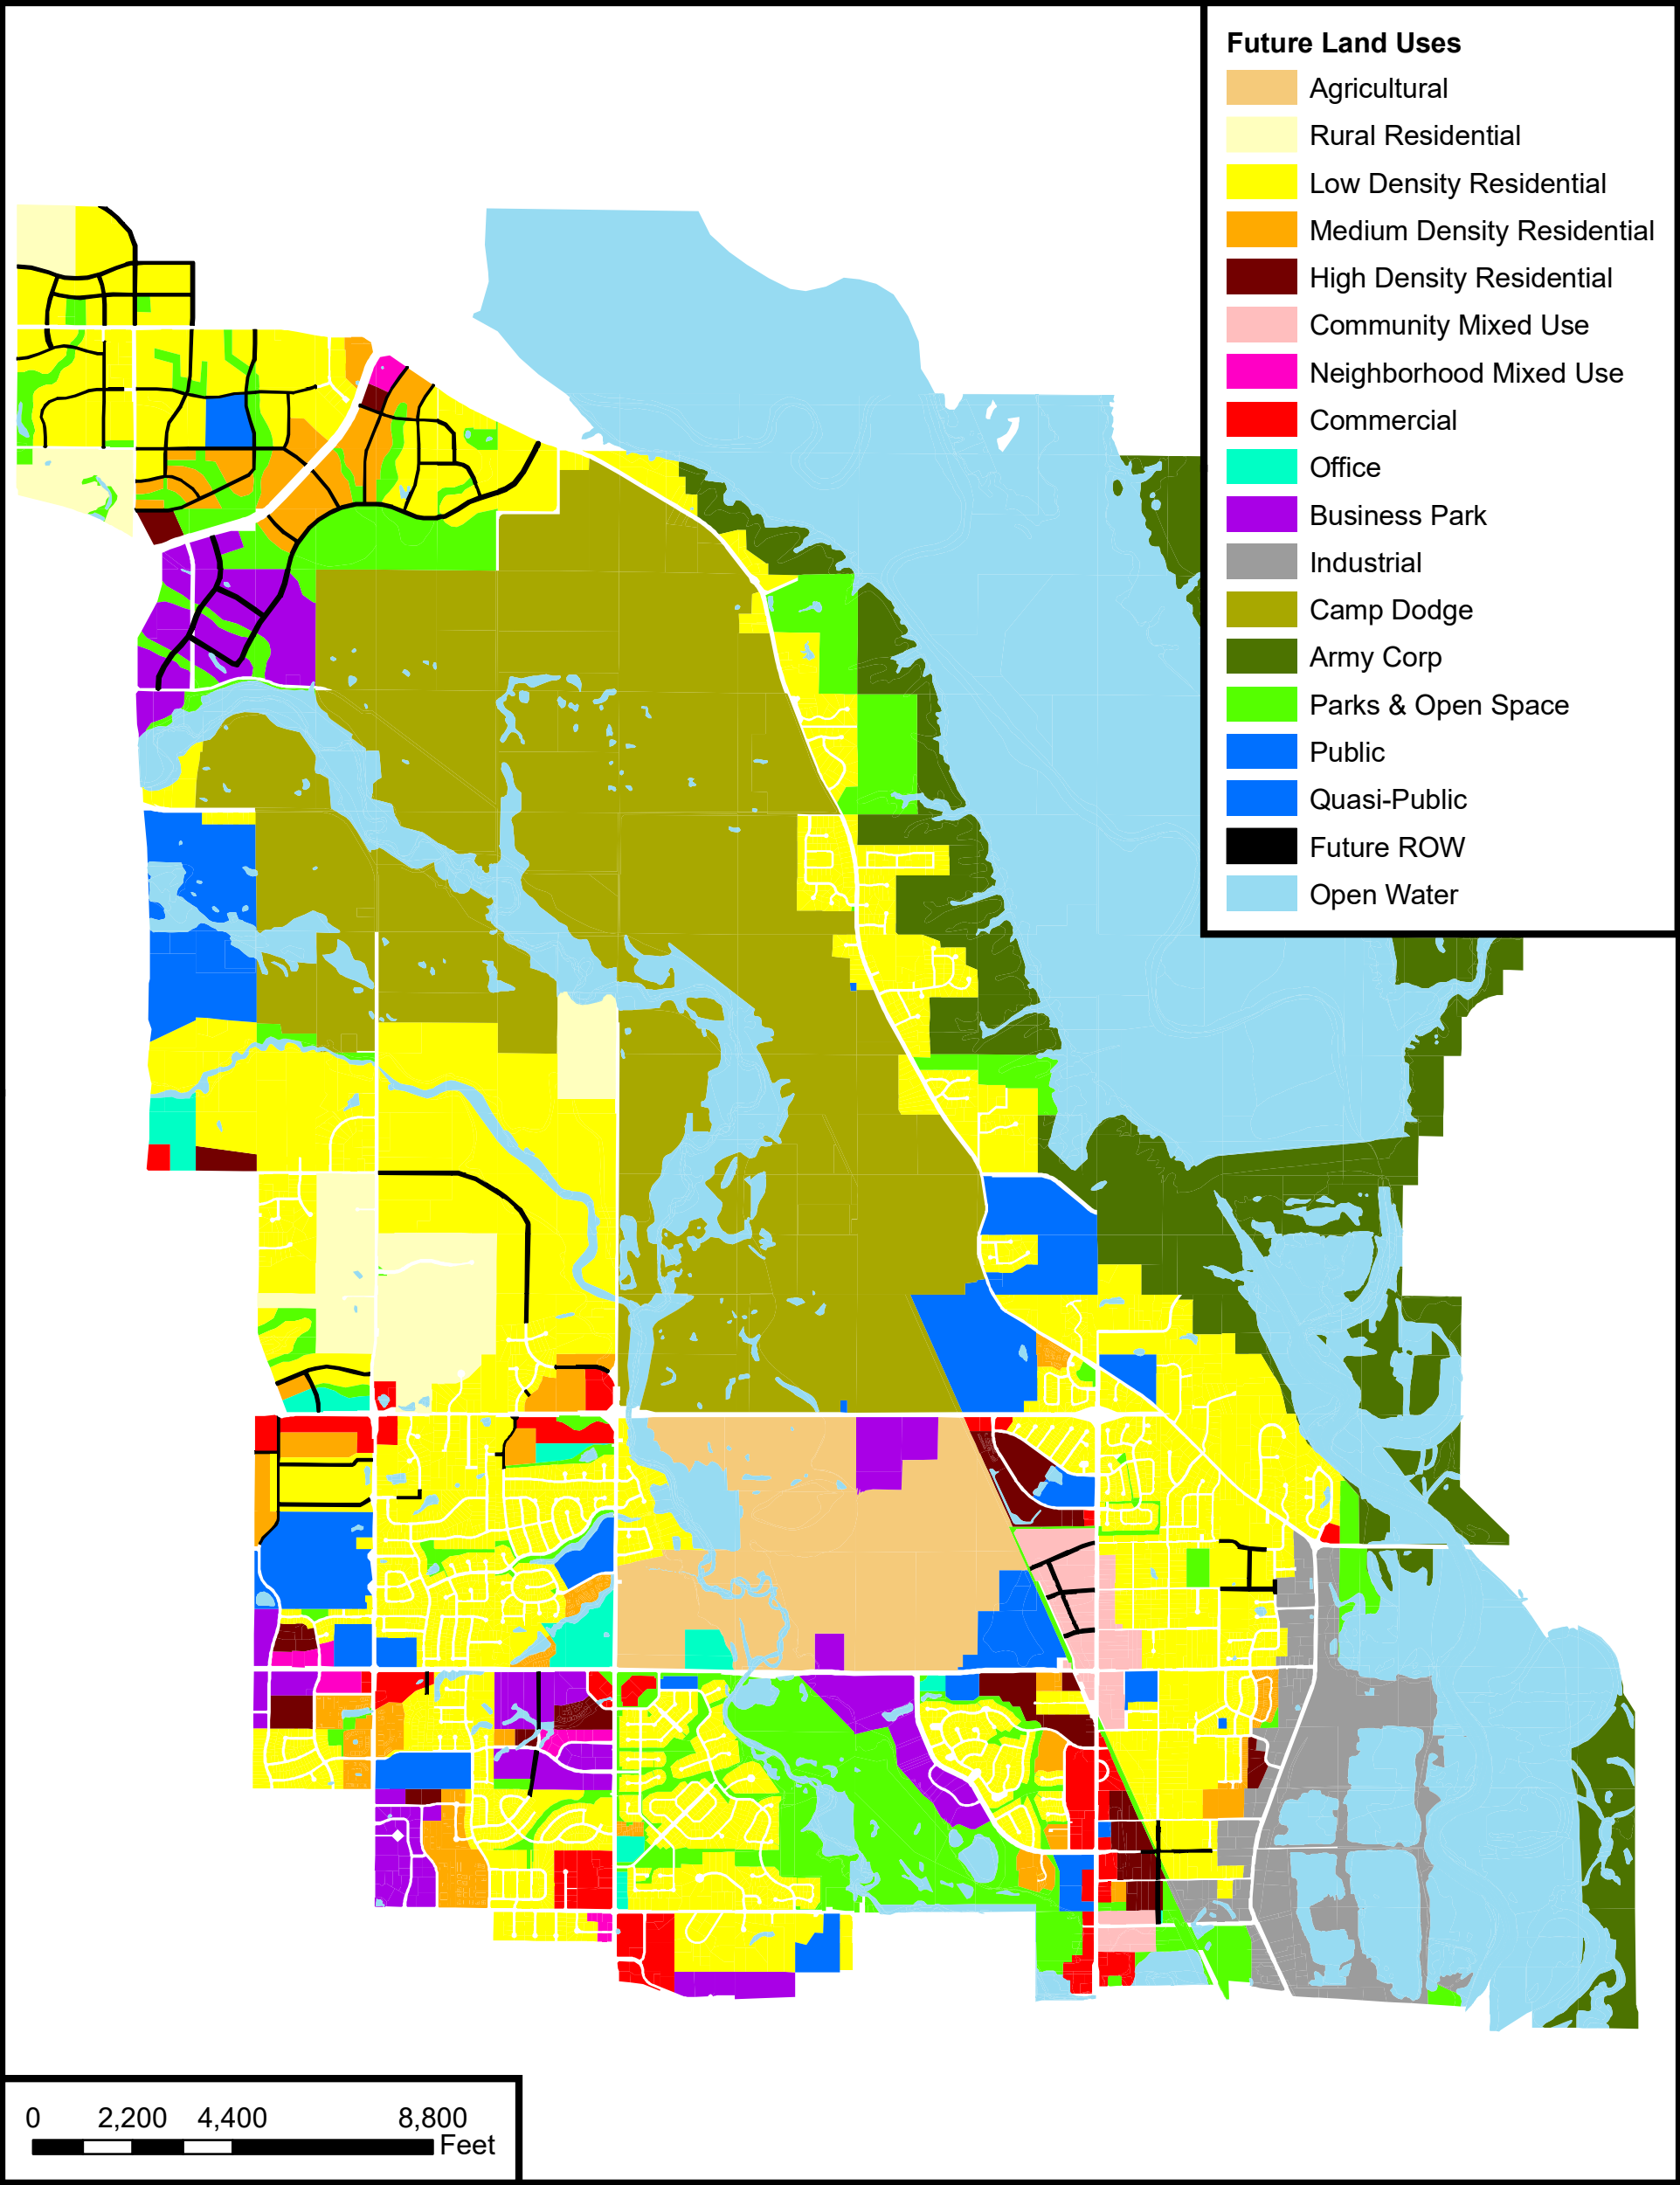 Future Land Uses
Agricultural
Rural Residential
Low Density Residential
Medium Density Residential
High Density Residential
Community Mixed Use
Neighborhood Mixed Use
Commercial
Office
Business Park
Industrial
Camp Dodge
Army Corp
Parks & Open Space
Public
Quasi-Public
Future ROW
Open Water
0 2,200 4,400 8,800
Feet